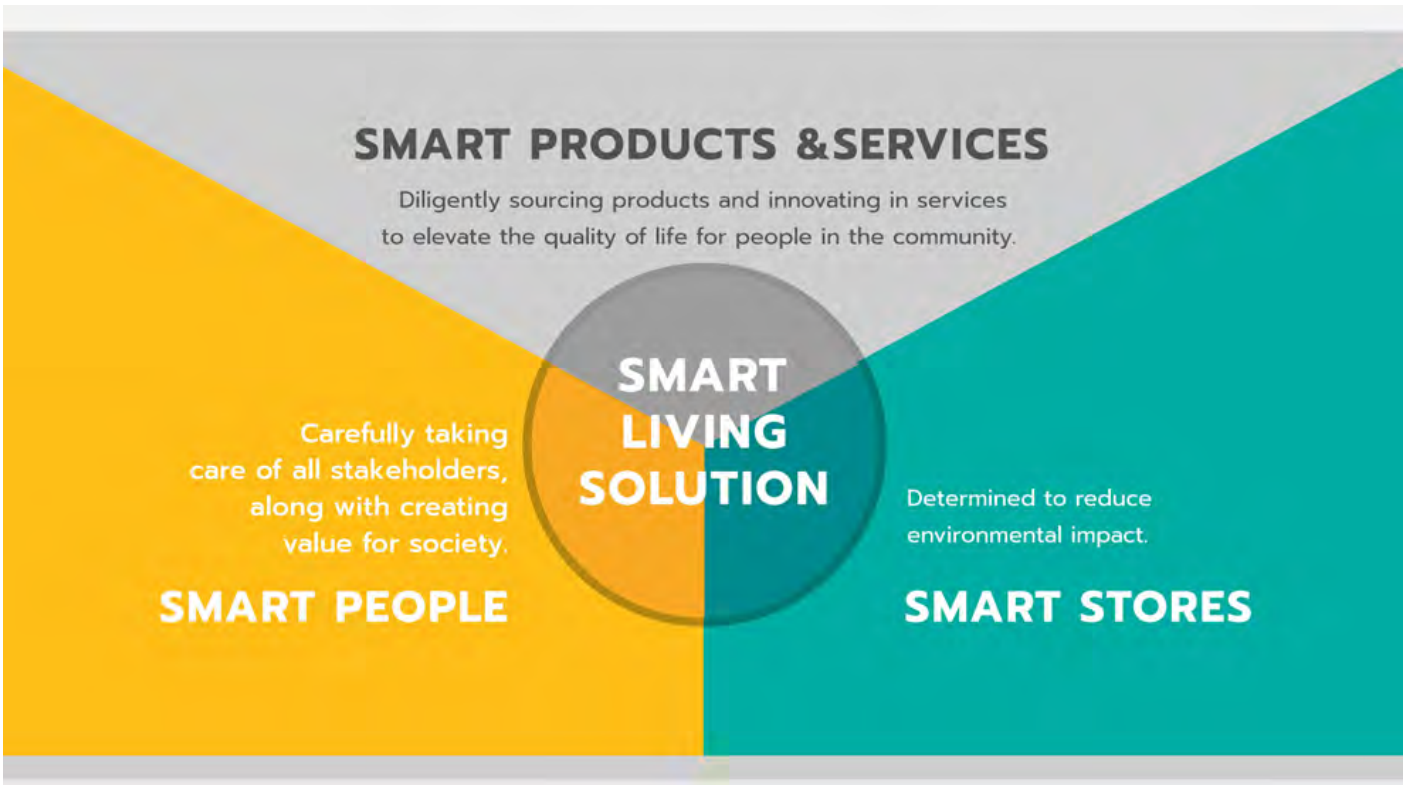 SMART PRODUCTS &SERVICES
Diligently sourcing products and innovating in services
to elevate the quality of life for people in the community.
SMART
LIVING
SOLUTION
Carefully taking
care of all stakeholders,
along with creating
value for society.
SMART PEOPLE
Determined to reduce
environmental impact.
SMART STORES